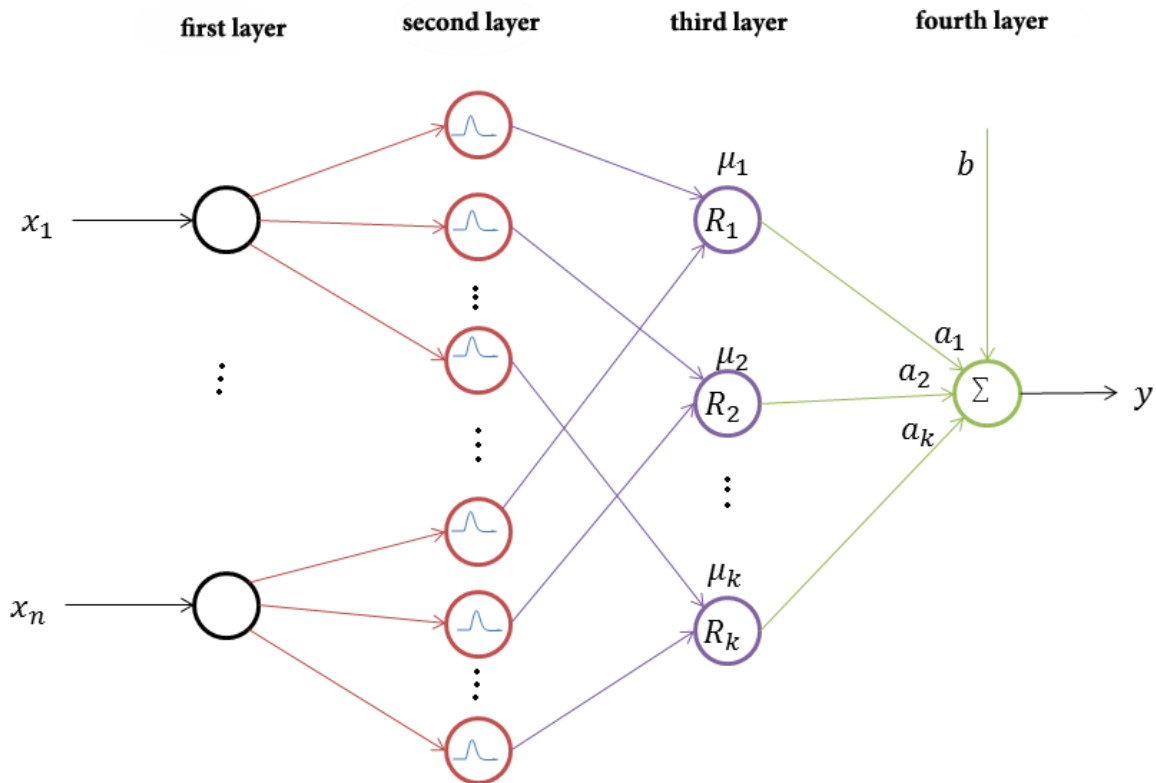 first layer
second layer
third layer
fourth layer
x₁
xₙ
μ₁
R₁
μ₂
R₂
μₖ
Rₖ
b
a₁
a₂
aₖ
Σ
y